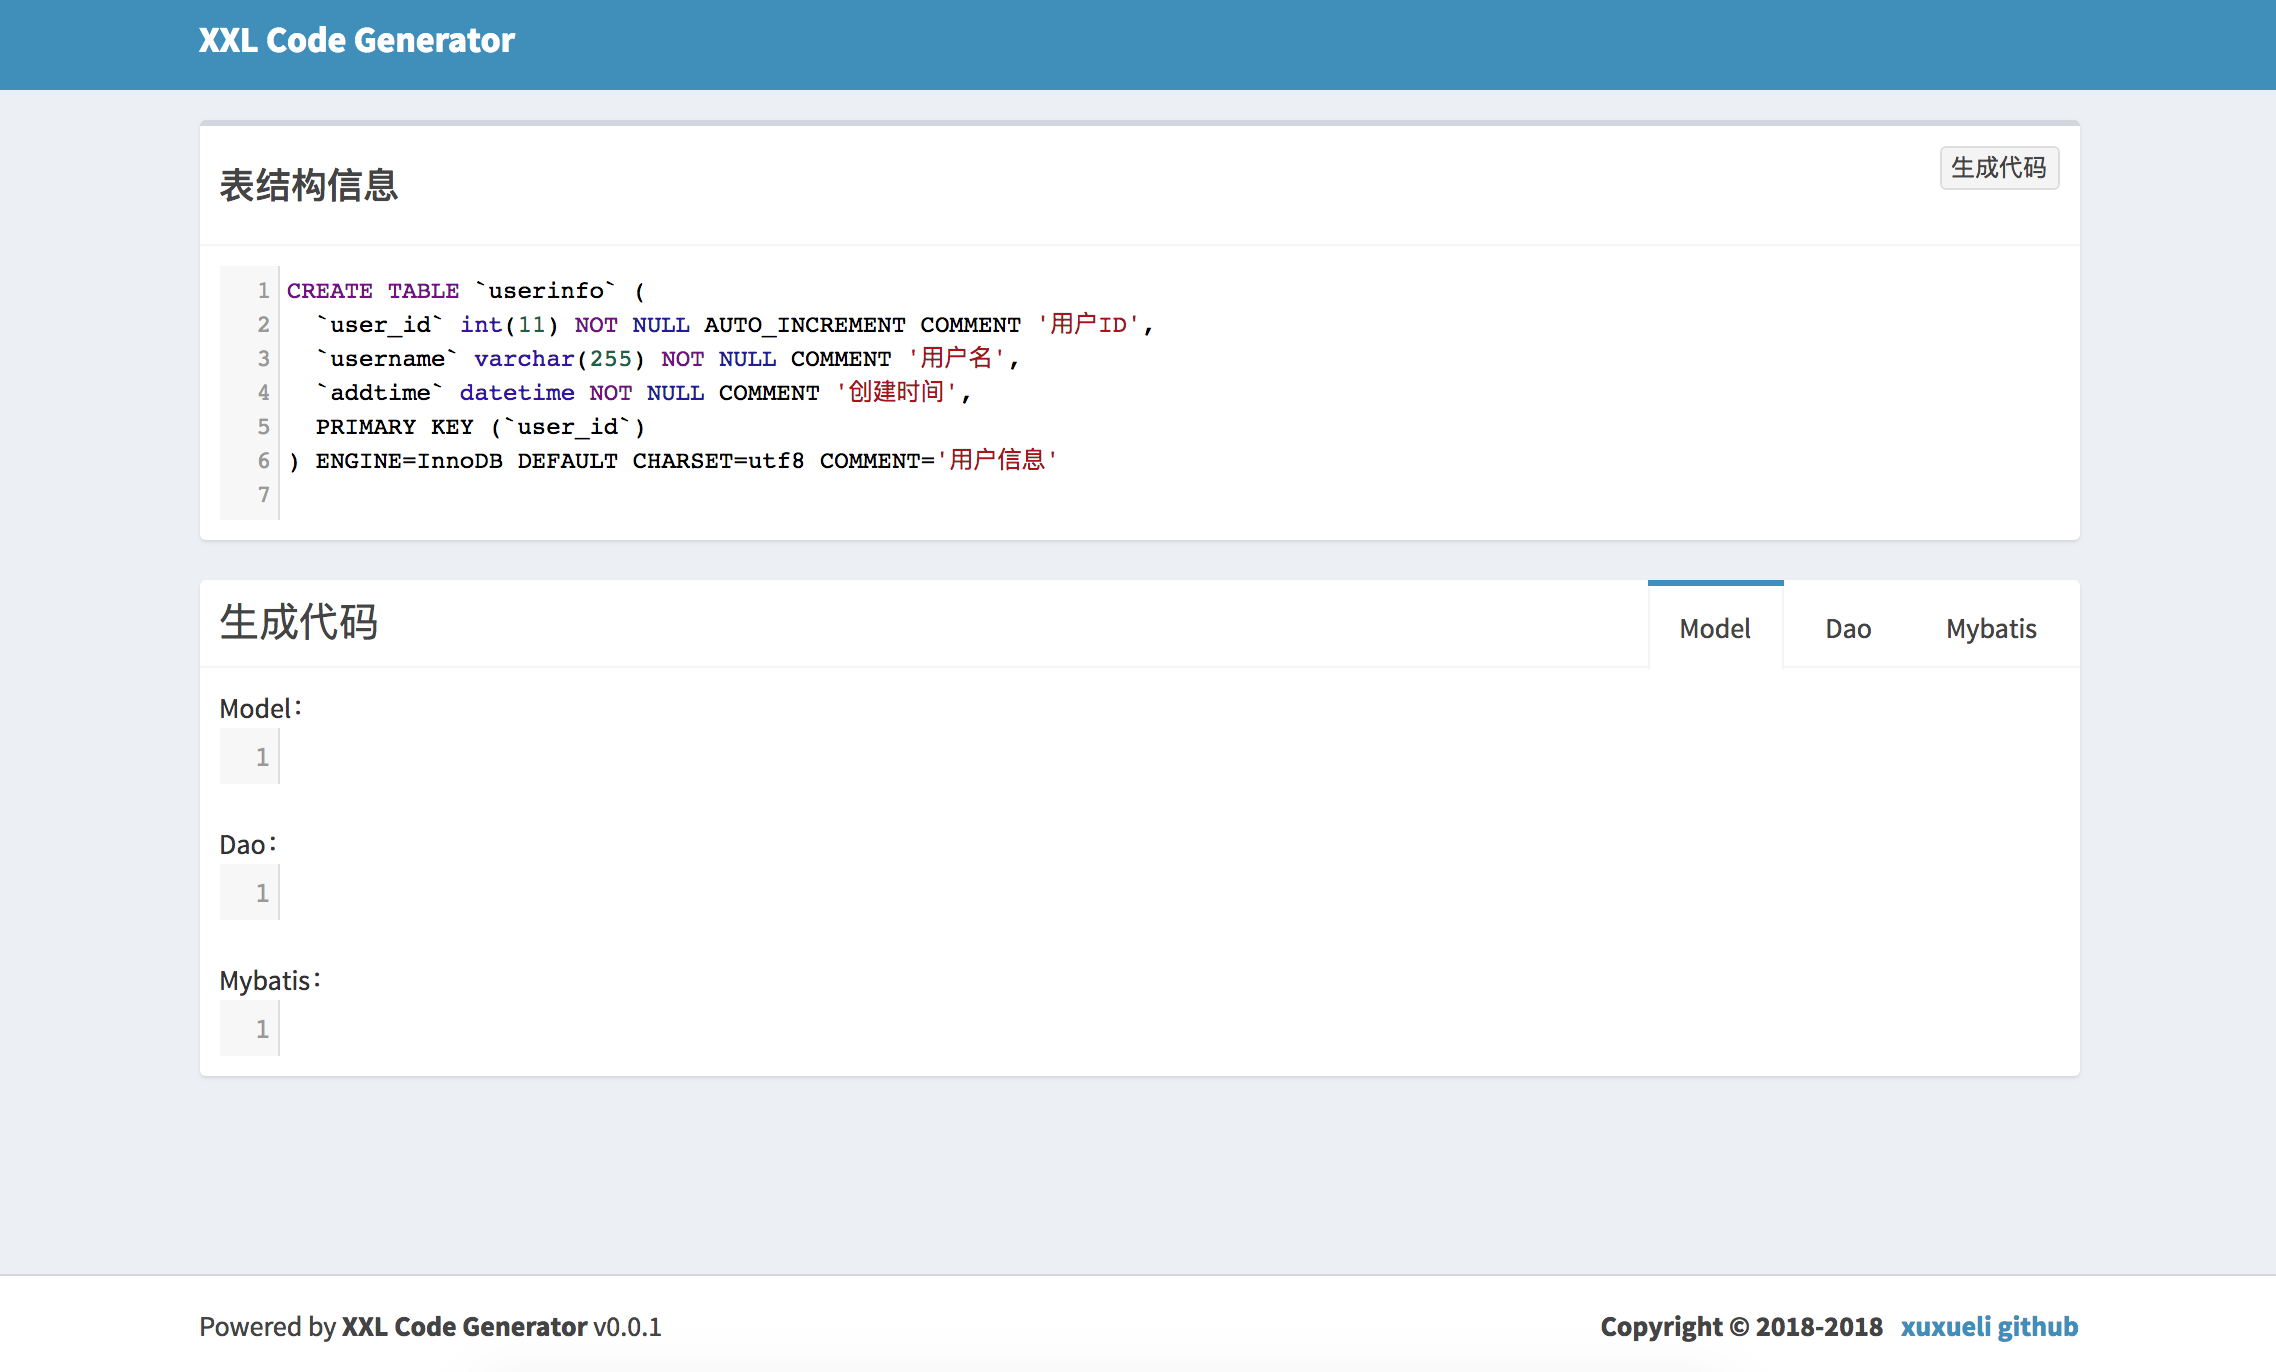 XXL Code Generator
表结构信息
生成代码
1 CREATE TABLE `userinfo` (
2   `user_id` int(11) NOT NULL AUTO_INCREMENT COMMENT '用户ID',
3   `username` varchar(255) NOT NULL COMMENT '用户名',
4   `addtime` datetime NOT NULL COMMENT '创建时间',
5   PRIMARY KEY (`user_id`)
6 ) ENGINE=InnoDB DEFAULT CHARSET=utf8 COMMENT='用户信息'
7
生成代码
Model Dao Mybatis
Model：
1
Dao：
1
Mybatis：
1
Powered by XXL Code Generator v0.0.1
Copyright © 2018-2018 xuxueli github